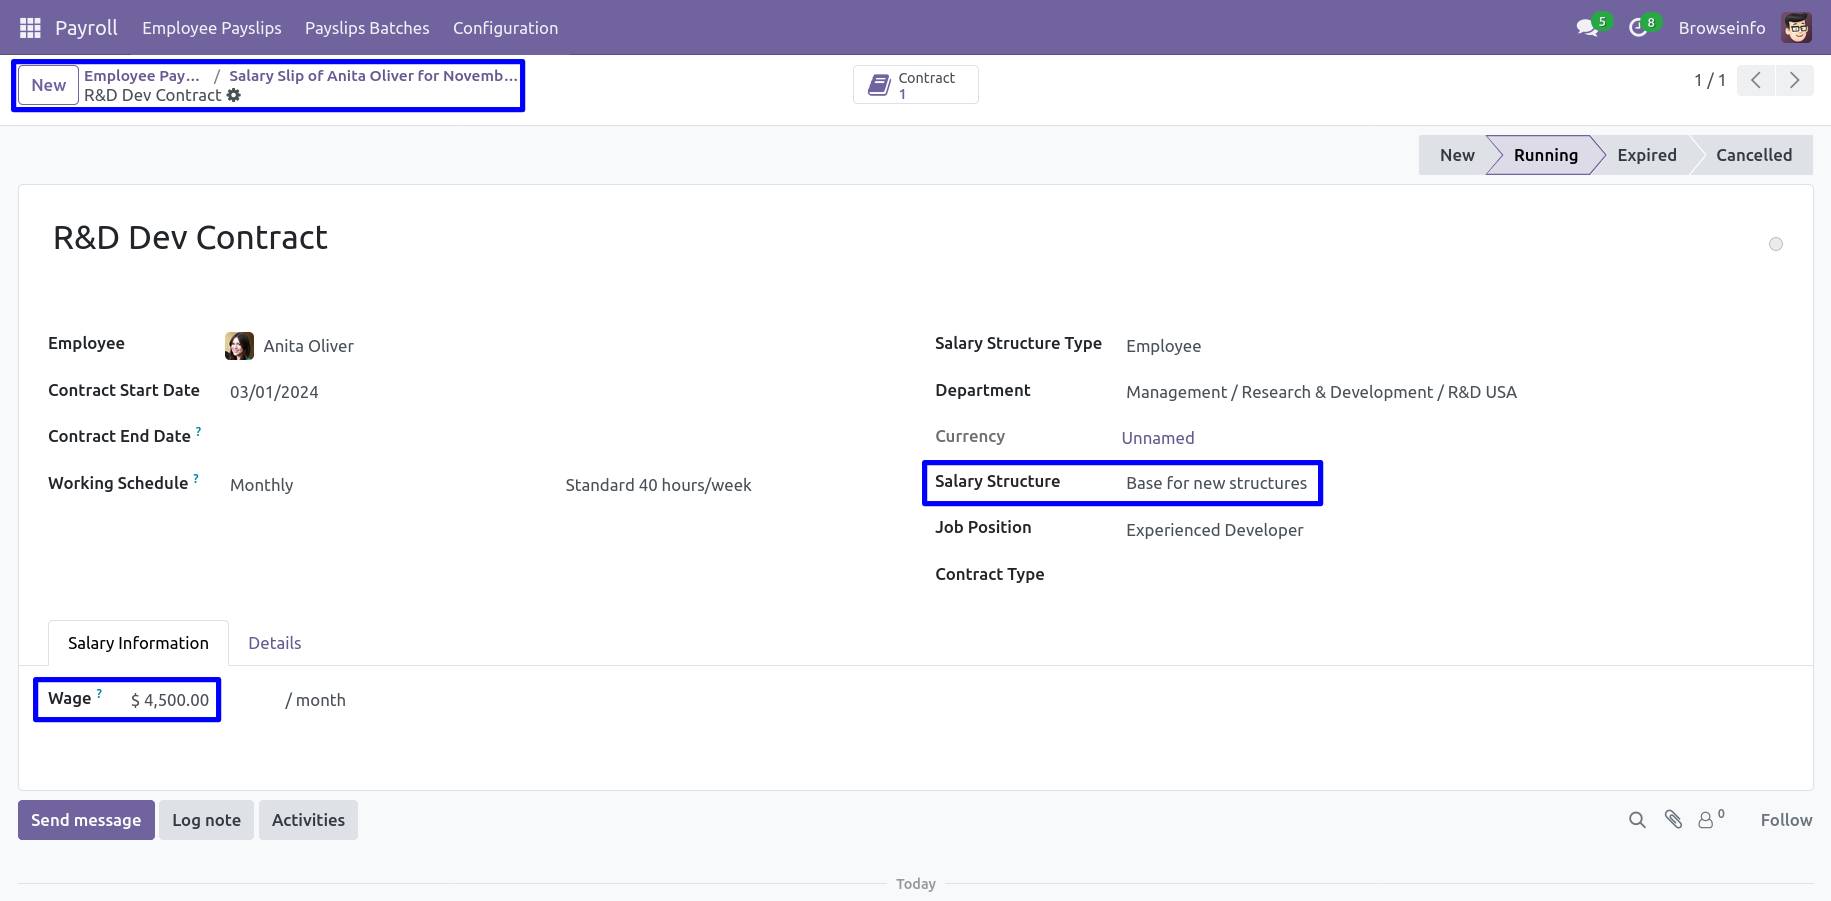 Payroll Employee Payslips Payslips Batches Configuration 5 8 Browseinfo
New Employee Pay... / Salary Slip of Anita Oliver for Novemb...
R&D Dev Contract
Contract
1
1 / 1
New Running Expired Cancelled
R&D Dev Contract
Employee Anita Oliver
Contract Start Date 03/01/2024
Contract End Date ?
Working Schedule ? Monthly Standard 40 hours/week
Salary Structure Type Employee
Department Management / Research & Development / R&D USA
Currency Unnamed
Salary Structure Base for new structures
Job Position Experienced Developer
Contract Type
Salary Information Details
Wage ? $ 4,500.00 / month
Send message Log note Activities 0 Follow
Today